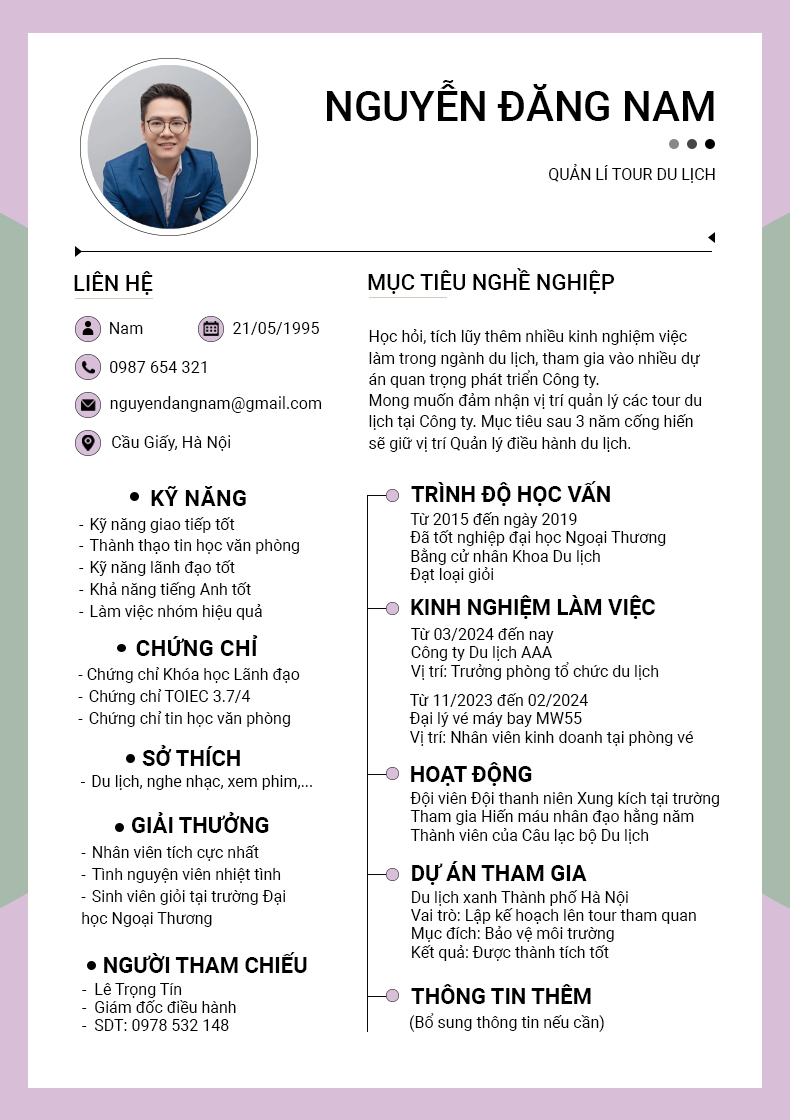 NGUYỄN ĐĂNG NAM
QUẢN LÍ TOUR DU LỊCH
LIÊN HỆ
Nam
21/05/1995
0987 654 321
nguyendangnam@gmail.com
Cầu Giấy, Hà Nội
MỤC TIÊU NGHỀ NGHIỆP
Học hỏi, tích lũy thêm nhiều kinh nghiệm việc
làm trong ngành du lịch, tham gia vào nhiều dự
án quan trọng phát triển Công ty.
Mong muốn đảm nhận vị trí quản lý các tour du
lịch tại Công ty. Mục tiêu sau 3 năm cống hiến
sẽ giữ vị trí Quản lý điều hành du lịch.
KỸ NĂNG
- Kỹ năng giao tiếp tốt
- Thành thạo tin học văn phòng
- Kỹ năng lãnh đạo tốt
- Khả năng tiếng Anh tốt
- Làm việc nhóm hiệu quả
CHỨNG CHỈ
- Chứng chỉ Khóa học Lãnh đạo
- Chứng chỉ TOIEC 3.7/4
- Chứng chỉ tin học văn phòng
SỞ THÍCH
- Du lịch, nghe nhạc, xem phim,...
GIẢI THƯỞNG
- Nhân viên tích cực nhất
- Tình nguyện viên nhiệt tình
- Sinh viên giỏi tại trường Đại
học Ngoại Thương
NGƯỜI THAM CHIẾU
- Lê Trọng Tín
- Giám đốc điều hành
- SDT: 0978 532 148
TRÌNH ĐỘ HỌC VẤN
Từ 2015 đến ngày 2019
Đã tốt nghiệp đại học Ngoại Thương
Bằng cử nhân Khoa Du lịch
Đạt loại giỏi
KINH NGHIỆM LÀM VIỆC
Từ 03/2024 đến nay
Công ty Du lịch AAA
Vị trí: Trưởng phòng tổ chức du lịch
Từ 11/2023 đến 02/2024
Đại lý vé máy bay MW55
Vị trí: Nhân viên kinh doanh tại phòng vé
HOẠT ĐỘNG
Đội viên Đội thanh niên Xung kích tại trường
Tham gia Hiến máu nhân đạo hằng năm
Thành viên của Câu lạc bộ Du lịch
DỰ ÁN THAM GIA
Du lịch xanh Thành phố Hà Nội
Vai trò: Lập kế hoạch lên tour tham quan
Mục đích: Bảo vệ môi trường
Kết quả: Được thành tích tốt
THÔNG TIN THÊM
(Bổ sung thông tin nếu cần)